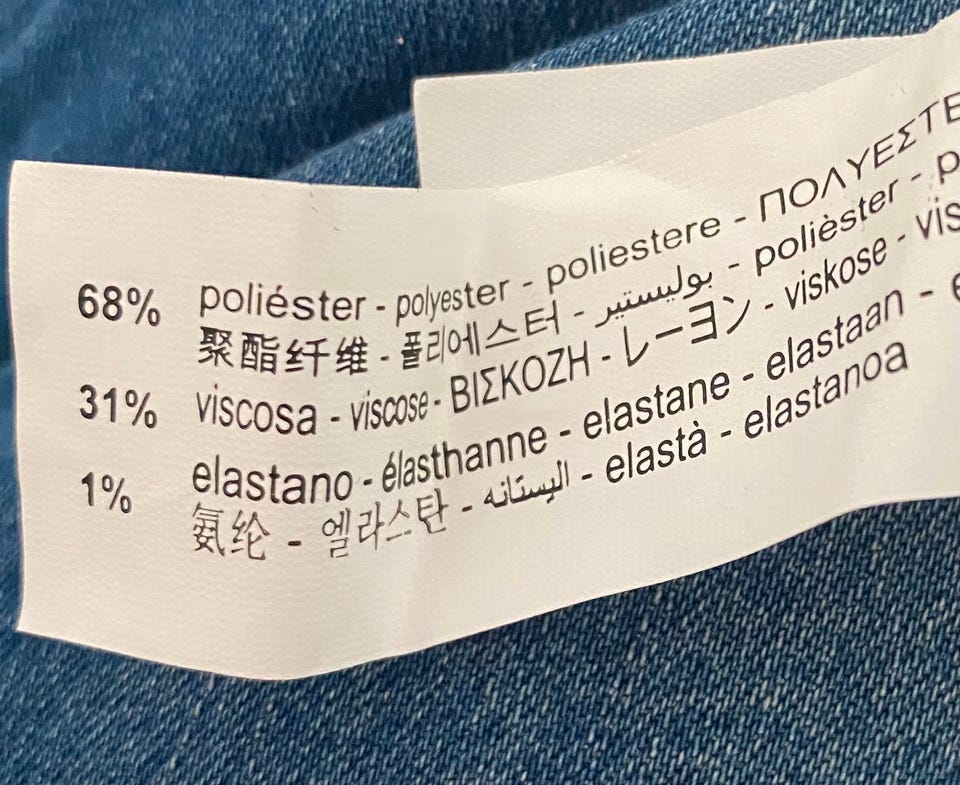 68% poliéster - polyester - poliestere - ΠΟΛΥΕΣΤΕ
聚酯纤维 - 폴리에스터 - بوليستير - polièster - p
31% viscosa - viscose - ΒΙΣΚΟΖΗ - レーヨン - viskose - vis
1% elastano - élasthanne - elastane - elastaan - e
氨纶 - 엘라스탄 - اليستانه - elastà - elastanoa